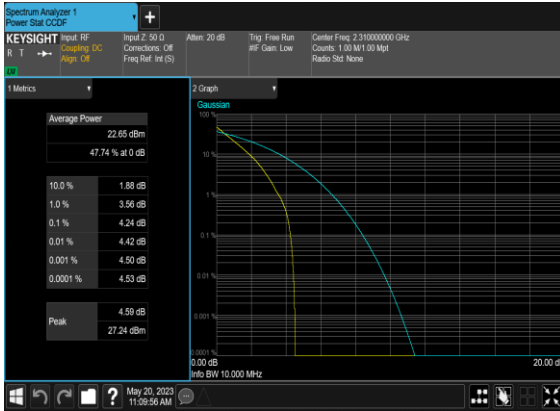 Spectrum Analyzer 1
Power Stat CCDF
KEYSIGHT
R T
Input: RF
Coupling: DC
Align: Off
Input Z: 50 Ω
Corrections: Off
Freq Ref: Int (S)
Atten: 20 dB
Trig: Free Run
#IF Gain: Low
Center Freq: 2.310000000 GHz
Counts: 1.00 M/1.00 Mpt
Radio Std: None
1 Metrics
Average Power
22.65 dBm
47.74 % at 0 dB
10.0 % 1.88 dB
1.0 % 3.56 dB
0.1 % 4.24 dB
0.01 % 4.42 dB
0.001 % 4.50 dB
0.0001 % 4.53 dB
Peak
4.59 dB
27.24 dBm
2 Graph
Gaussian
100 %
10 %
1 %
0.1 %
0.01 %
0.001 %
0.0001 %
0.00 dB
20.00 d
Info BW 10.000 MHz
?
May 20, 2023
11:09:56 AM